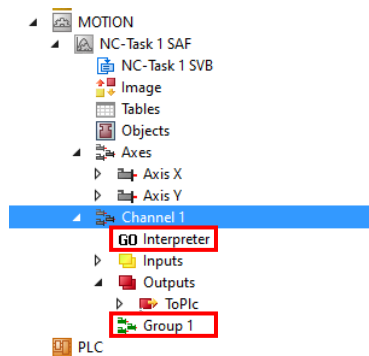 MOTION
NC-Task 1 SAF
NC-Task 1 SVB
Image
Tables
Objects
Axes
Axis X
Axis Y
Channel 1
GO Interpreter
Inputs
Outputs
ToPlc
Group 1
PLC